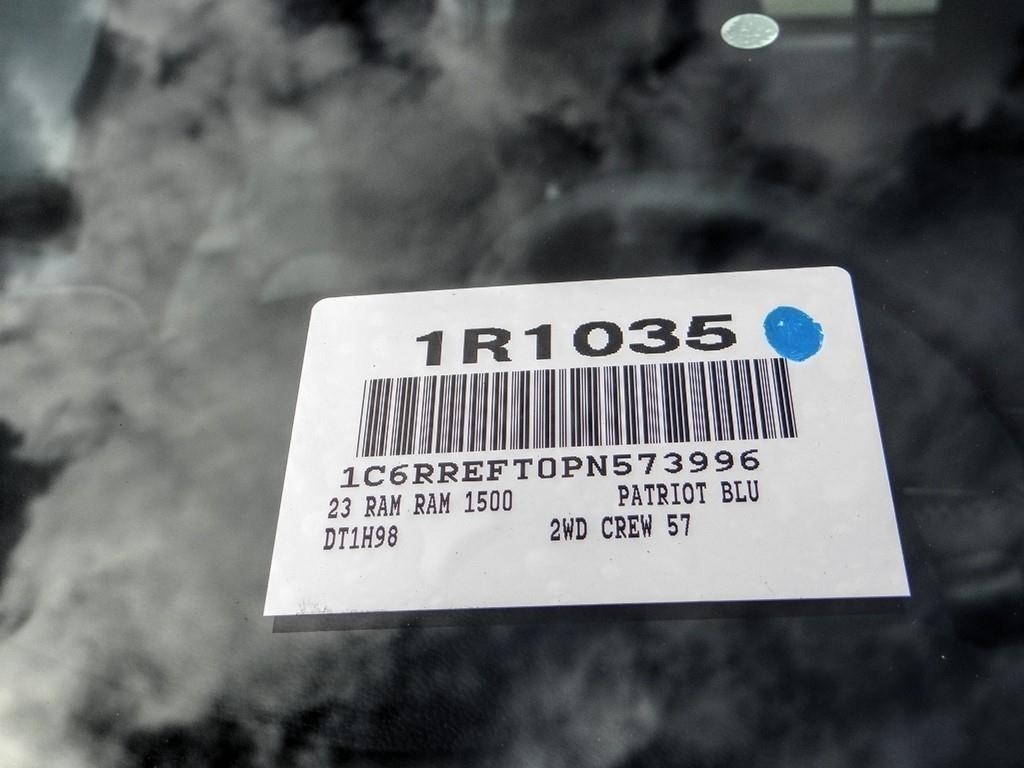 1R1035
1C6RREFT0PN573996
23 RAM RAM 1500 PATRIOT BLU
DT1H98 2WD CREW 57